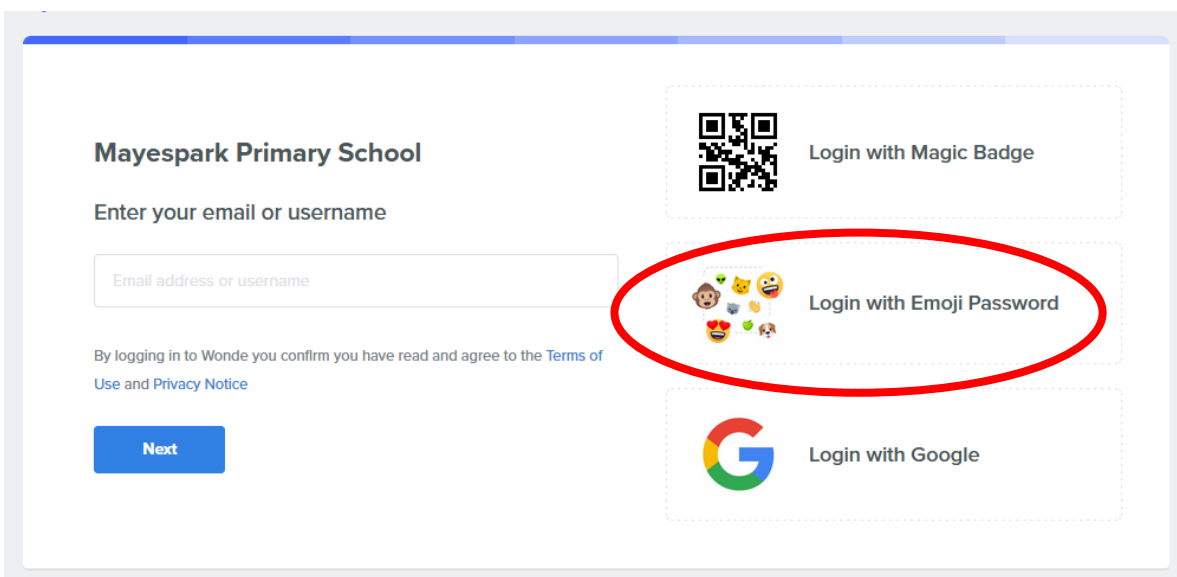 Mayespark Primary School
Enter your email or username
Email address or username
By logging in to Wonde you confirm you have read and agree to the Terms of
Use and Privacy Notice
Next
Login with Magic Badge
Login with Emoji Password
Login with Google